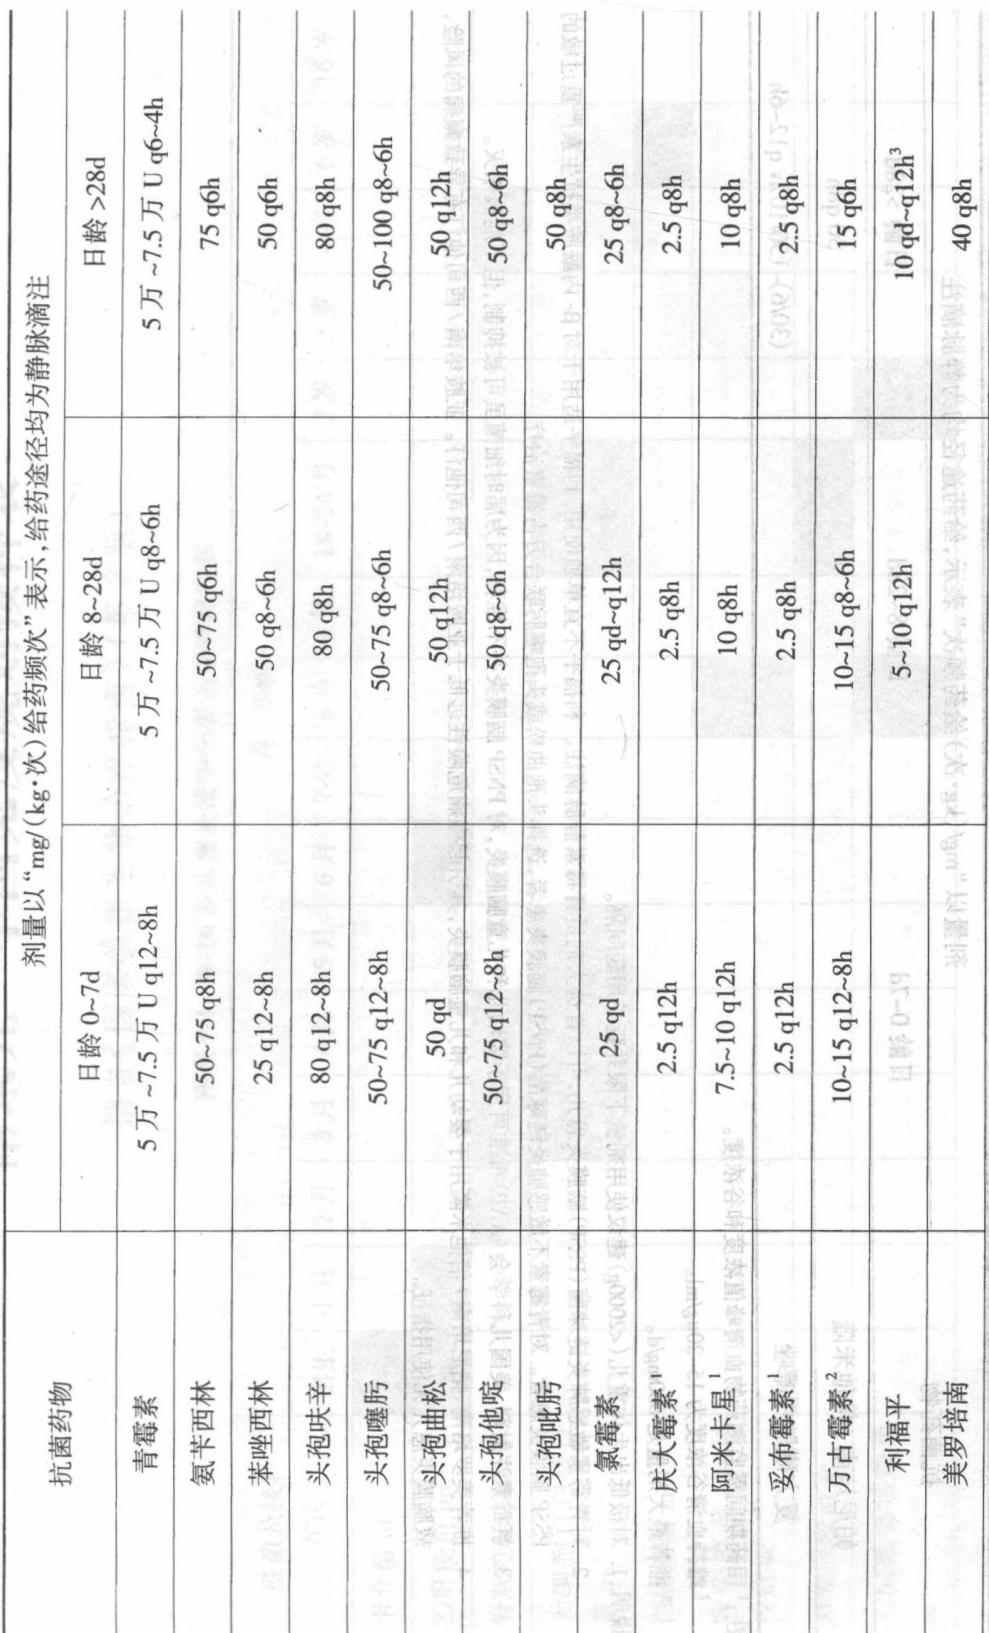 剂量以“mg/(kg·次)给药频次”表示,给药途径均为静脉滴注
抗菌药物 日龄 0~7d 日龄 8~28d 日龄 >28d
青霉素 5 万 ~7.5 万 U q12~8h 5 万 ~7.5 万 U q8~6h 5 万 ~7.5 万 U q6~4h
氨苄西林 50~75 q8h 50~75 q6h 75 q6h
苯唑西林 25 q12~8h 50 q8~6h 50 q6h
头孢呋辛 80 q12~8h 80 q8h 80 q8h
头孢噻肟 50~75 q12~8h 50~75 q8~6h 50~100 q8~6h
头孢曲松 50 qd 50 q12h 50 q12h
头孢他啶 50~75 q12~8h 50 q8~6h 50 q8~6h
头孢吡肟 50 q8h
氯霉素 25 qd 25 qd~q12h 25 q8~6h
庆大霉素¹ 2.5 q12h 2.5 q8h 2.5 q8h
阿米卡星¹ 7.5~10 q12h 10 q8h 10 q8h
妥布霉素¹ 2.5 q12h 2.5 q8h 2.5 q8h
万古霉素² 10~15 q12~8h 10~15 q8~6h 15 q6h
利福平 5~10 q12h 10 qd~q12h³
美罗培南 40 q8h